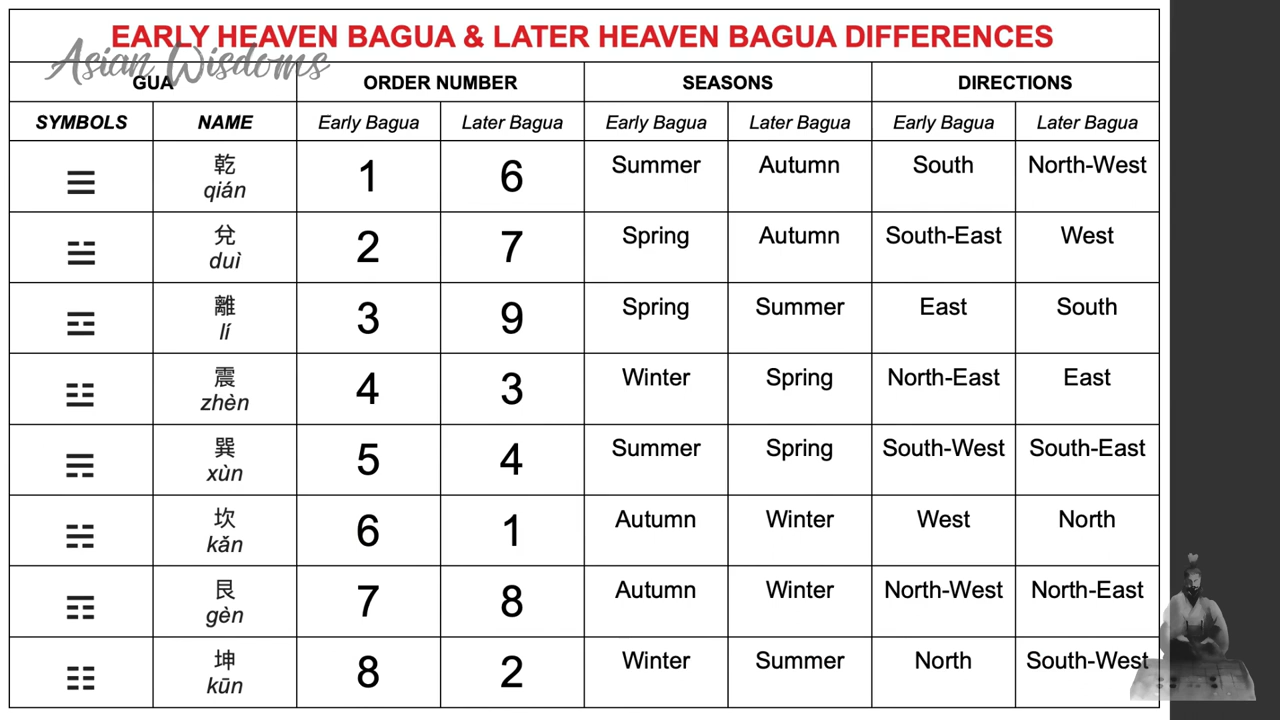 EARLY HEAVEN BAGUA & LATER HEAVEN BAGUA DIFFERENCES
Asian Wisdoms
GUA ORDER NUMBER SEASONS DIRECTIONS
SYMBOLS NAME Early Bagua Later Bagua Early Bagua Later Bagua Early Bagua Later Bagua
☰ 乾 1 6 Summer Autumn South North-West
qián
☱ 兌 2 7 Spring Autumn South-East West
duì
☲ 離 3 9 Spring Summer East South
lí
☳ 震 4 3 Winter Spring North-East East
zhèn
☴ 巽 5 4 Summer Spring South-West South-East
xùn
☵ 坎 6 1 Autumn Winter West North
kǎn
☶ 艮 7 8 Autumn Winter North-West North-East
gèn
☷ 坤 8 2 Winter Summer North South-West
kūn